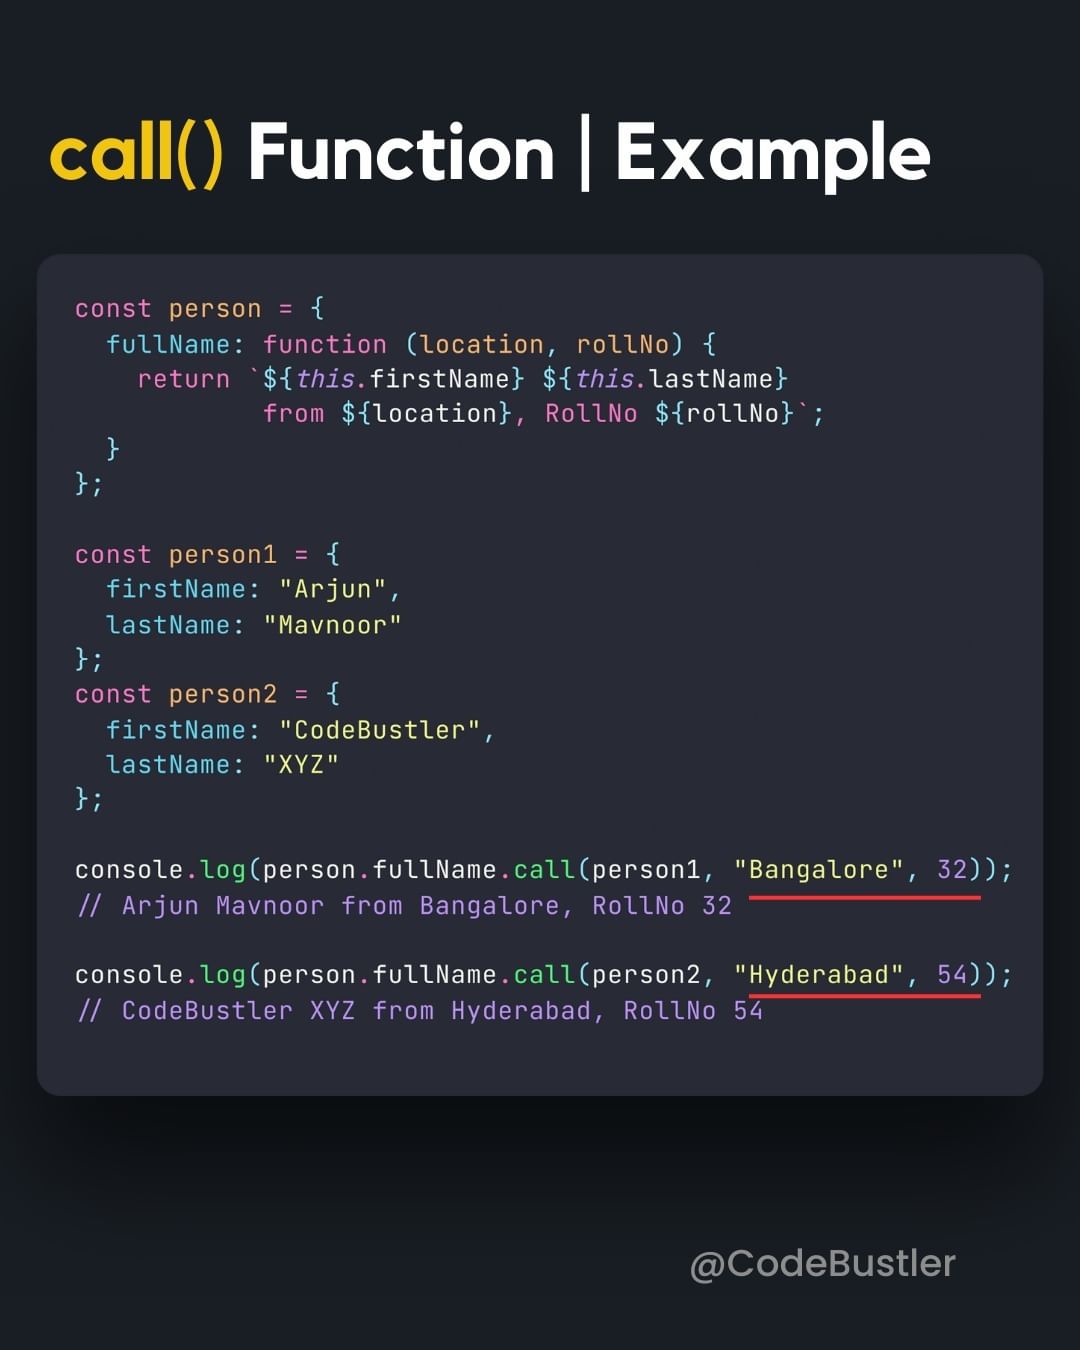 call() Function | Example
const person = {
  fullName: function (location, rollNo) {
    return `${this.firstName} ${this.lastName}
            from ${location}, RollNo ${rollNo}`;
  }
};
const person1 = {
  firstName: "Arjun",
  lastName: "Mavnoor"
};
const person2 = {
  firstName: "CodeBustler",
  lastName: "XYZ"
};
console.log(person.fullName.call(person1, "Bangalore", 32));
// Arjun Mavnoor from Bangalore, RollNo 32
console.log(person.fullName.call(person2, "Hyderabad", 54));
// CodeBustler XYZ from Hyderabad, RollNo 54
@CodeBustler